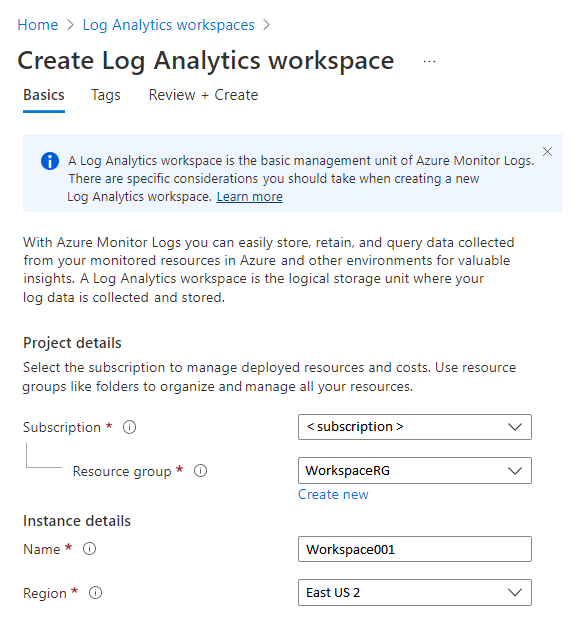 Home > Log Analytics workspaces >
Create Log Analytics workspace ...
Basics Tags Review + Create
A Log Analytics workspace is the basic management unit of Azure Monitor Logs.
There are specific considerations you should take when creating a new
Log Analytics workspace. Learn more
With Azure Monitor Logs you can easily store, retain, and query data collected
from your monitored resources in Azure and other environments for valuable
insights. A Log Analytics workspace is the logical storage unit where your
log data is collected and stored.
Project details
Select the subscription to manage deployed resources and costs. Use resource
groups like folders to organize and manage all your resources.
Subscription * <subscription >
Resource group * WorkspaceRG
Create new
Instance details
Name * Workspace001
Region * East US 2